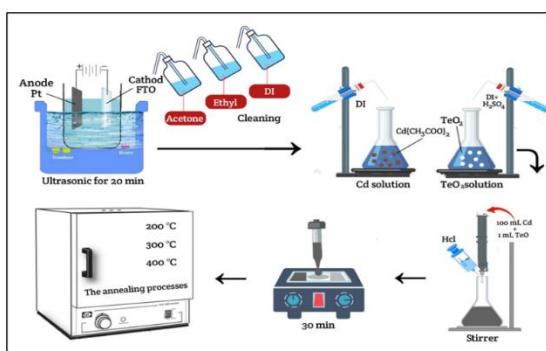 Anode
Pt
Cathod
FTO
Acetone
Ethyl
DI
Cleaning
Ultrasonic for 20 min
DI
Cd(CH₃COO)₂
Cd solution
TeO₂
DI+
H₂SO₄
TeO₂solution
200 °C
300 °C
400 °C
The annealing processes
30 min
Hcl
100 mL Cd
+
1 mL TeO
Stirrer